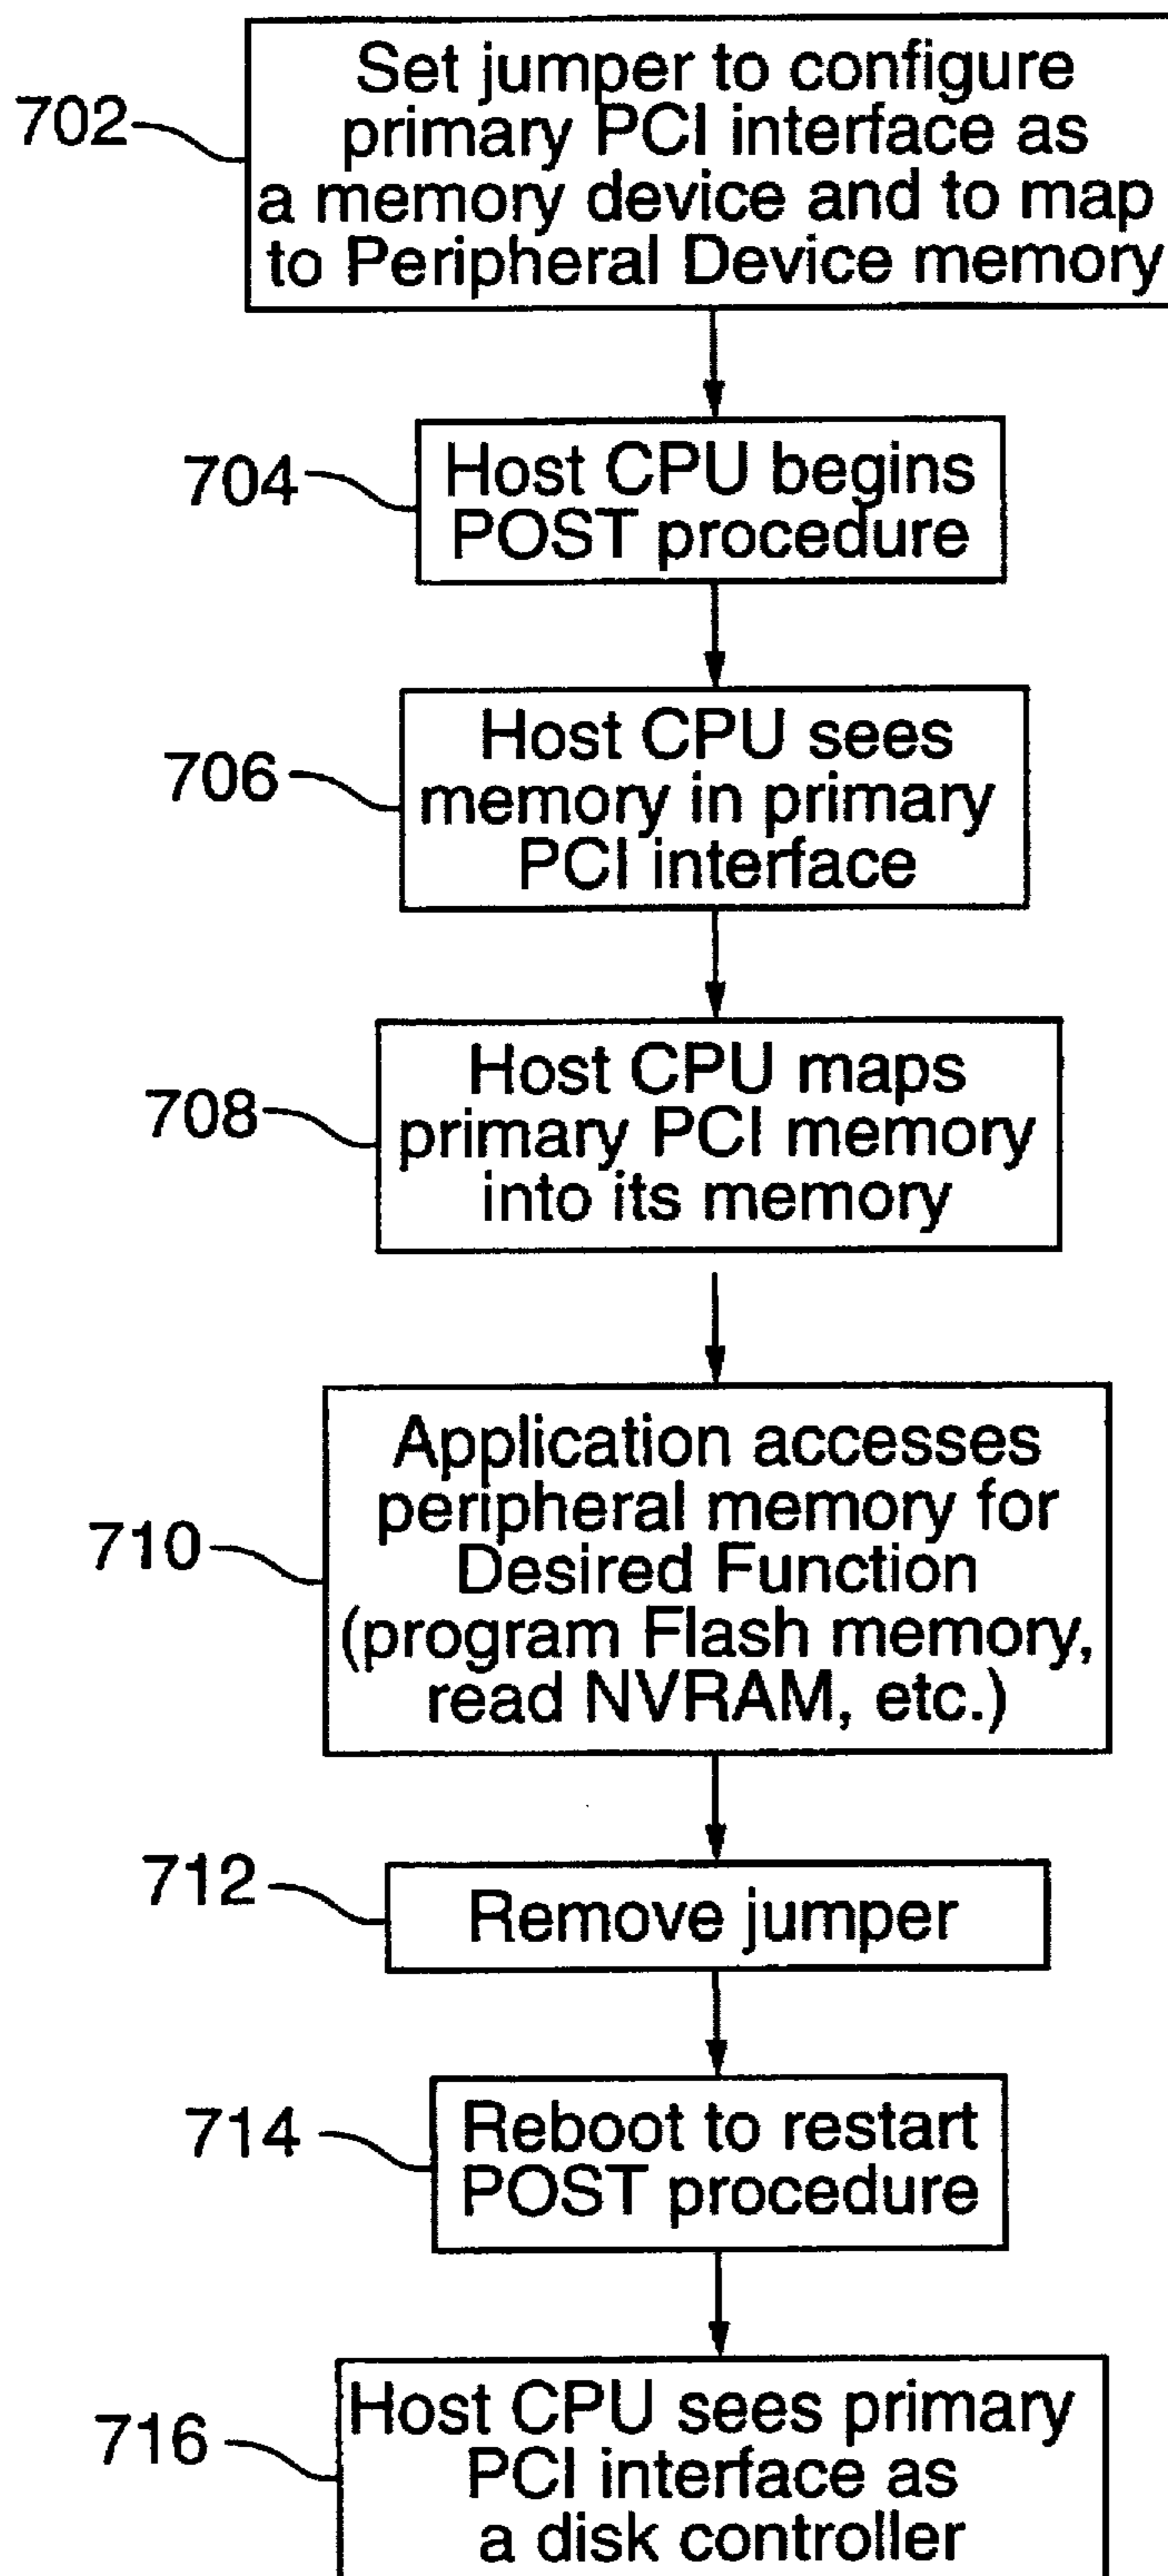 702
Set jumper to configure
primary PCI interface as
a memory device and to map
to Peripheral Device memory
704
Host CPU begins
POST procedure
706
Host CPU sees
memory in primary
PCI interface
708
Host CPU maps
primary PCI memory
into its memory
710
Application accesses
peripheral memory for
Desired Function
(program Flash memory,
read NVRAM, etc.)
712
Remove jumper
714
Reboot to restart
POST procedure
716
Host CPU sees primary
PCI interface as
a disk controller